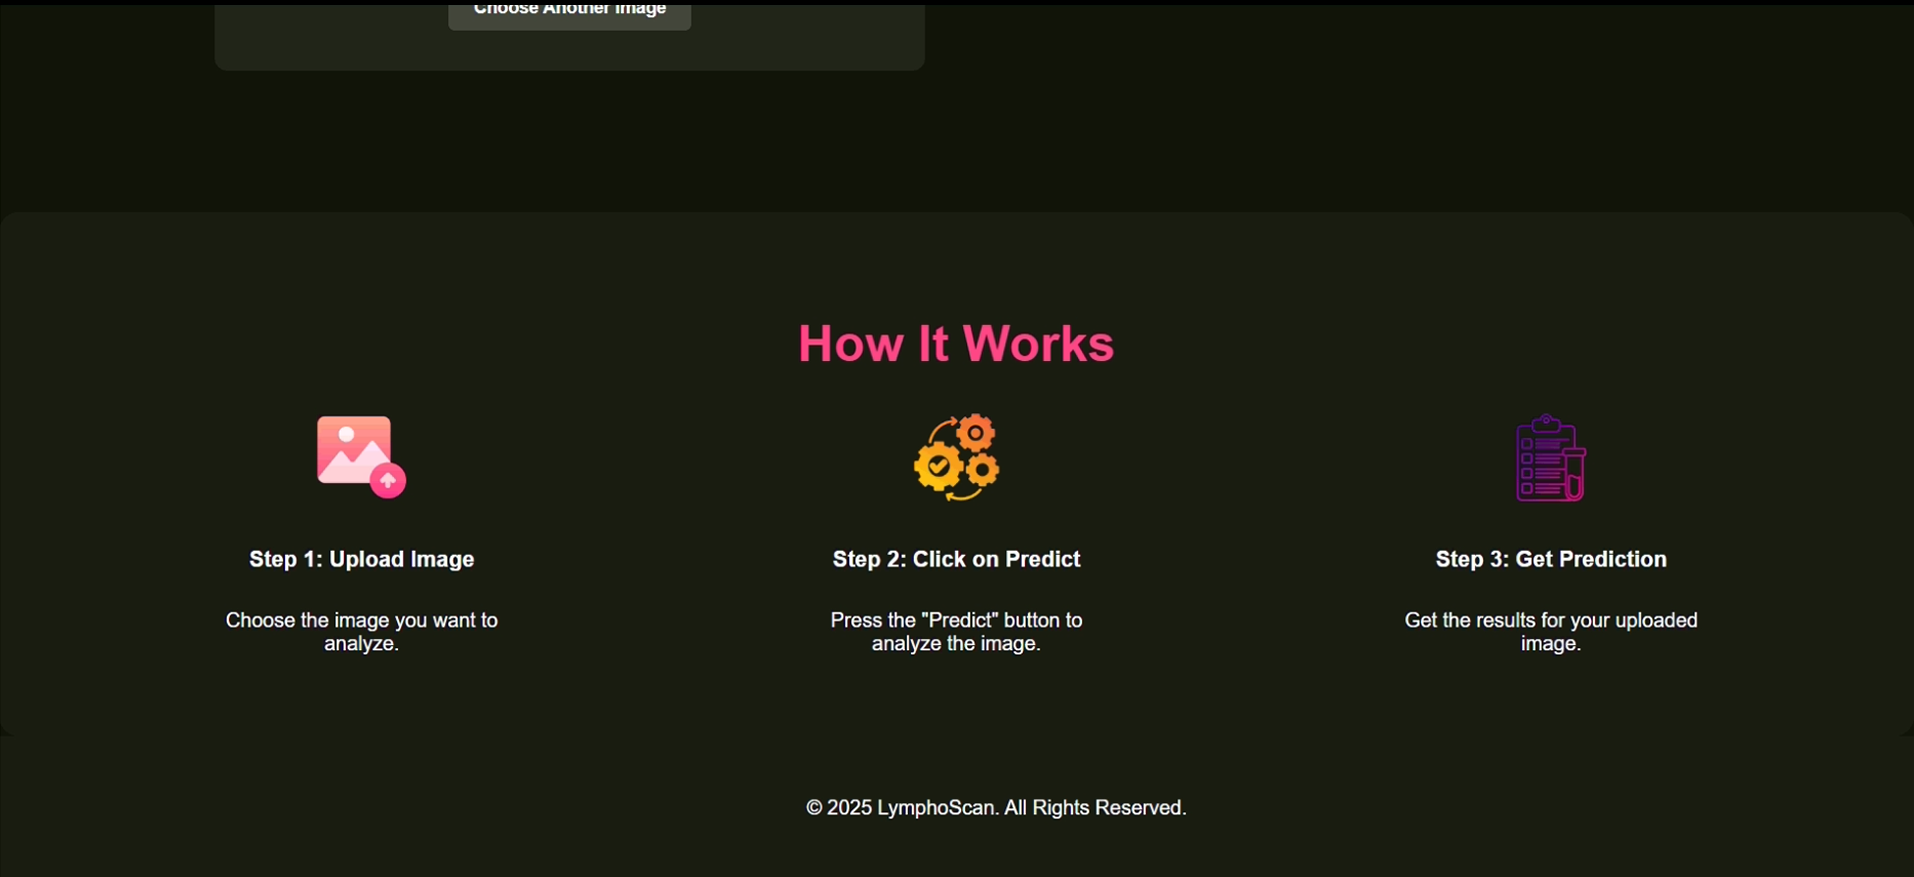 Choose Another Image
How It Works
Step 1: Upload Image
Choose the image you want to
analyze.
Step 2: Click on Predict
Press the "Predict" button to
analyze the image.
Step 3: Get Prediction
Get the results for your uploaded
image.
© 2025 LymphoScan. All Rights Reserved.